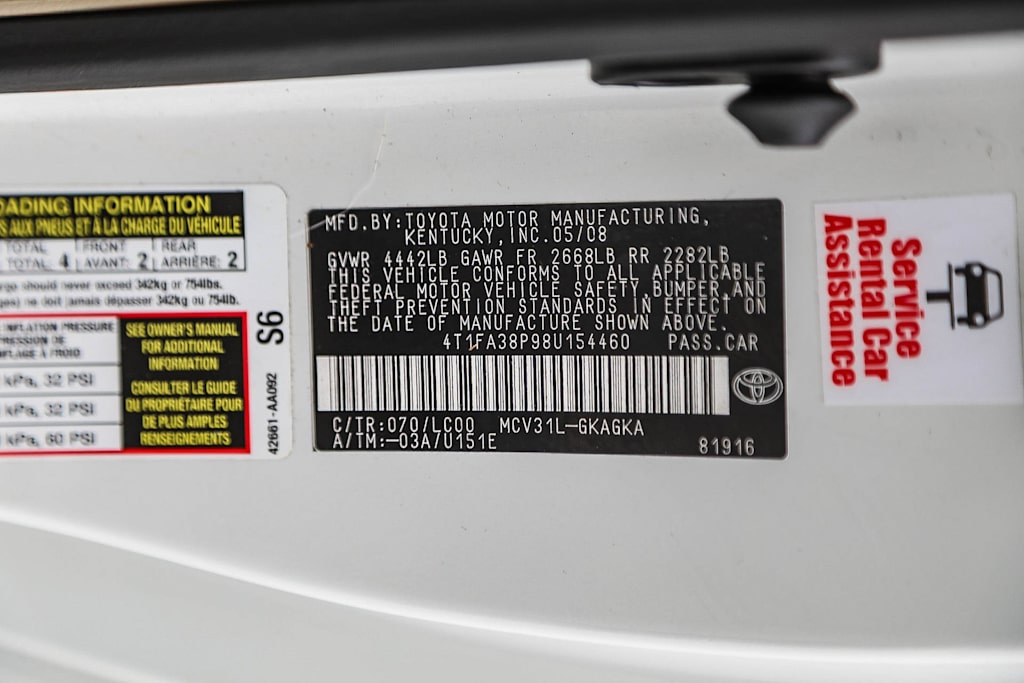 ADING INFORMATION
S AUX PNEUS ET À LA CHARGE DU VÉHICULE
TOTAL FRONT REAR
TOTAL: 4 AVANT: 2 ARRIÈRE: 2
rgo should never exceed 342kg or 754lbs.
ges) ne doit jamais dépasser 342kg ou 754lb.
INFLATION PRESSURE
PRESSION DE
NFLAGE À FROID
kPa, 32 PSI
kPa, 32 PSI
kPa, 60 PSI
SEE OWNER'S MANUAL
FOR ADDITIONAL
INFORMATION
CONSULTER LE GUIDE
DU PROPRIÉTAIRE POUR
DE PLUS AMPLES
RENSEIGNEMENTS
S6
42661-AA092
MFD.BY:TOYOTA MOTOR MANUFACTURING,
KENTUCKY,INC.05/08
GVWR 4442LB GAWR FR 2668LB RR 2282LB
THIS VEHICLE CONFORMS TO ALL APPLICABLE
FEDERAL MOTOR VEHICLE SAFETY,BUMPER,AND
THEFT PREVENTION STANDARDS IN EFFECT ON
THE DATE OF MANUFACTURE SHOWN ABOVE.
4T1FA38P98U154460 PASS.CAR
C/TR:070/LC00 MCV31L-GKAGKA
A/TM:-03A/U151E
81916
Service
Rental Car
Assistance